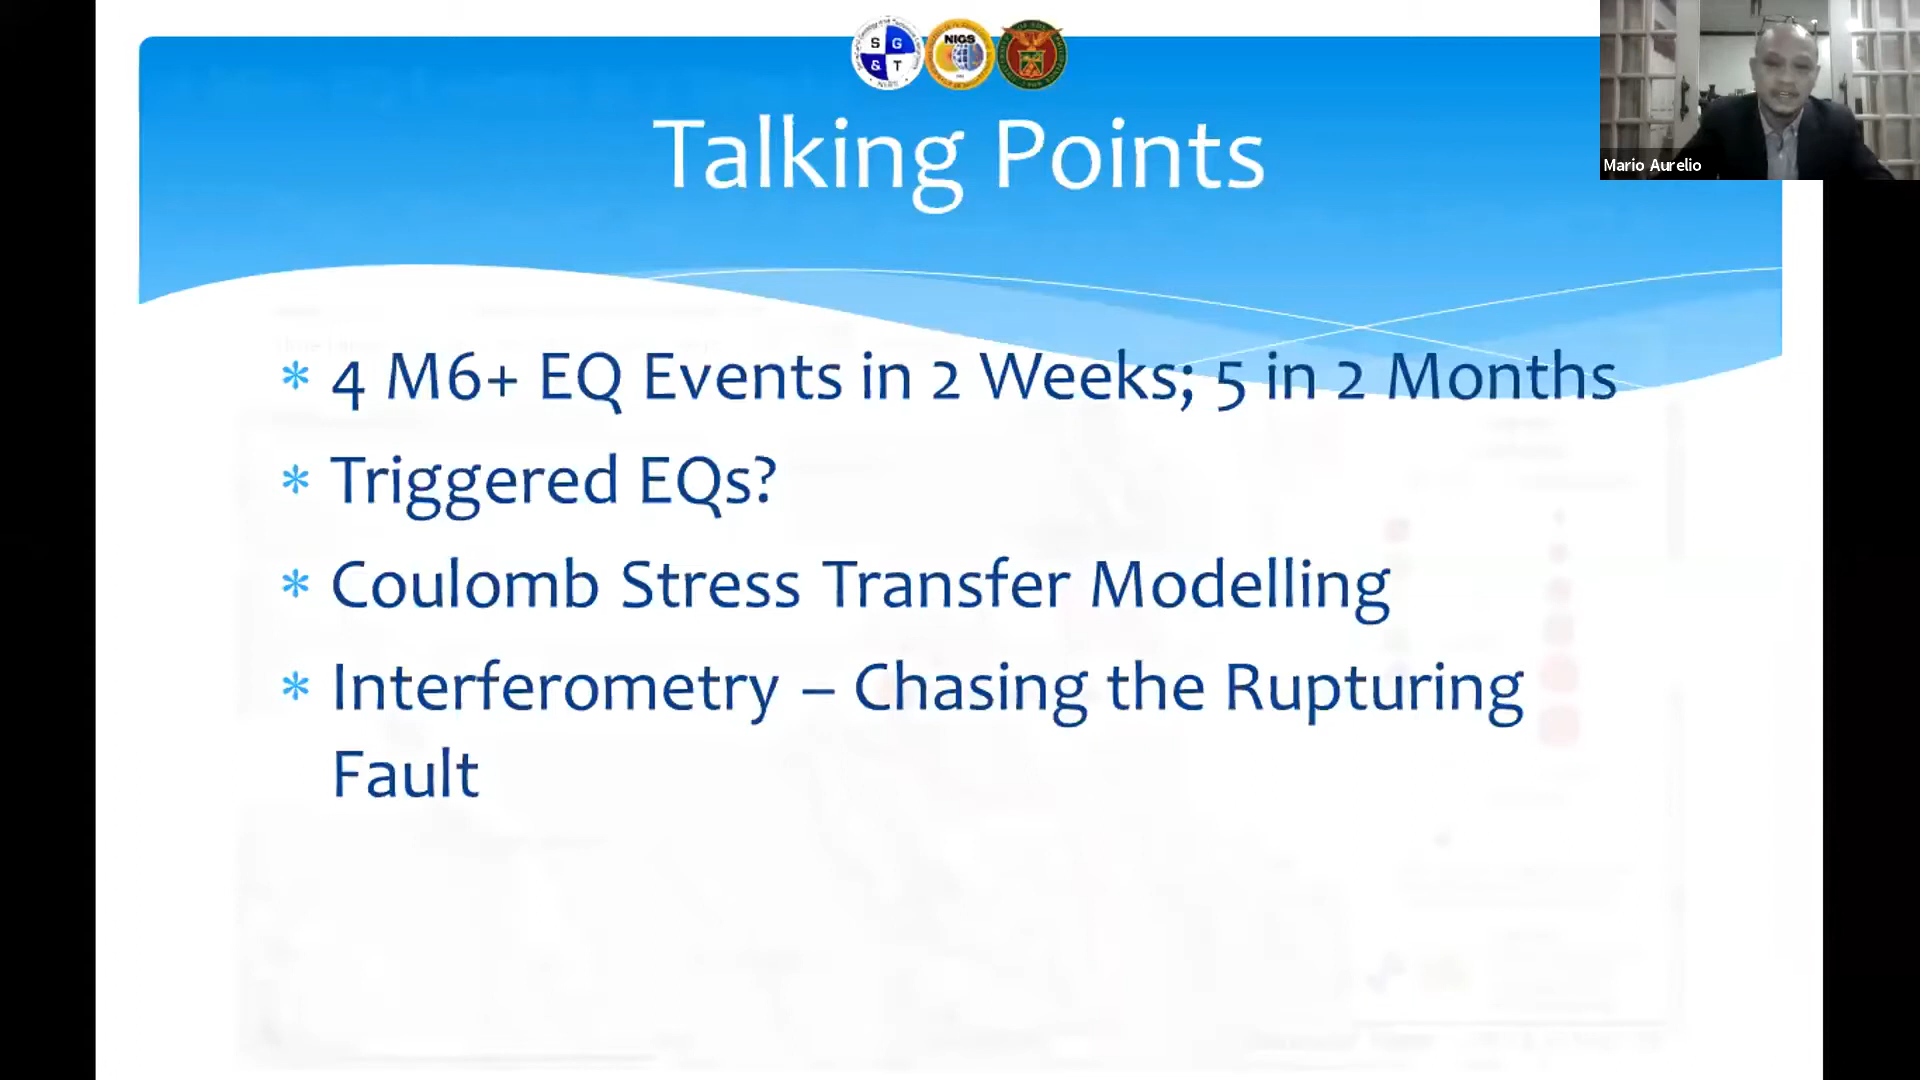 S G
& T
NIGS
Talking Points
Mario Aurelio
* 4 M6+ EQ Events in 2 Weeks; 5 in 2 Months
* Triggered EQs?
* Coulomb Stress Transfer Modelling
* Interferometry – Chasing the Rupturing
Fault